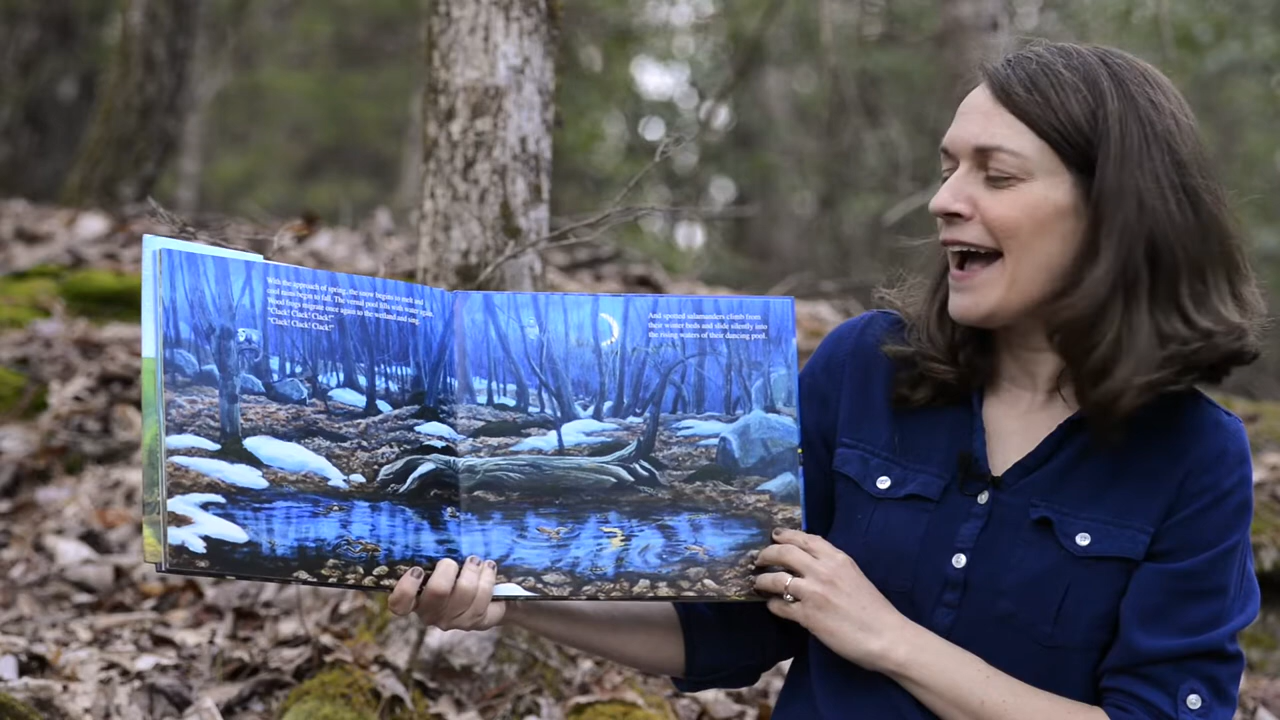 With the approach of spring, the snow begins to melt and
cool rains begin to fall. The vernal pool fills with water again.
Wood frogs migrate once again to the wetland and sing.
"Clack! Clack! Clack!"
"Clack! Clack! Clack!"
And spotted salamanders climb from
their winter beds and slide silently into
the rising waters of their dancing pool.